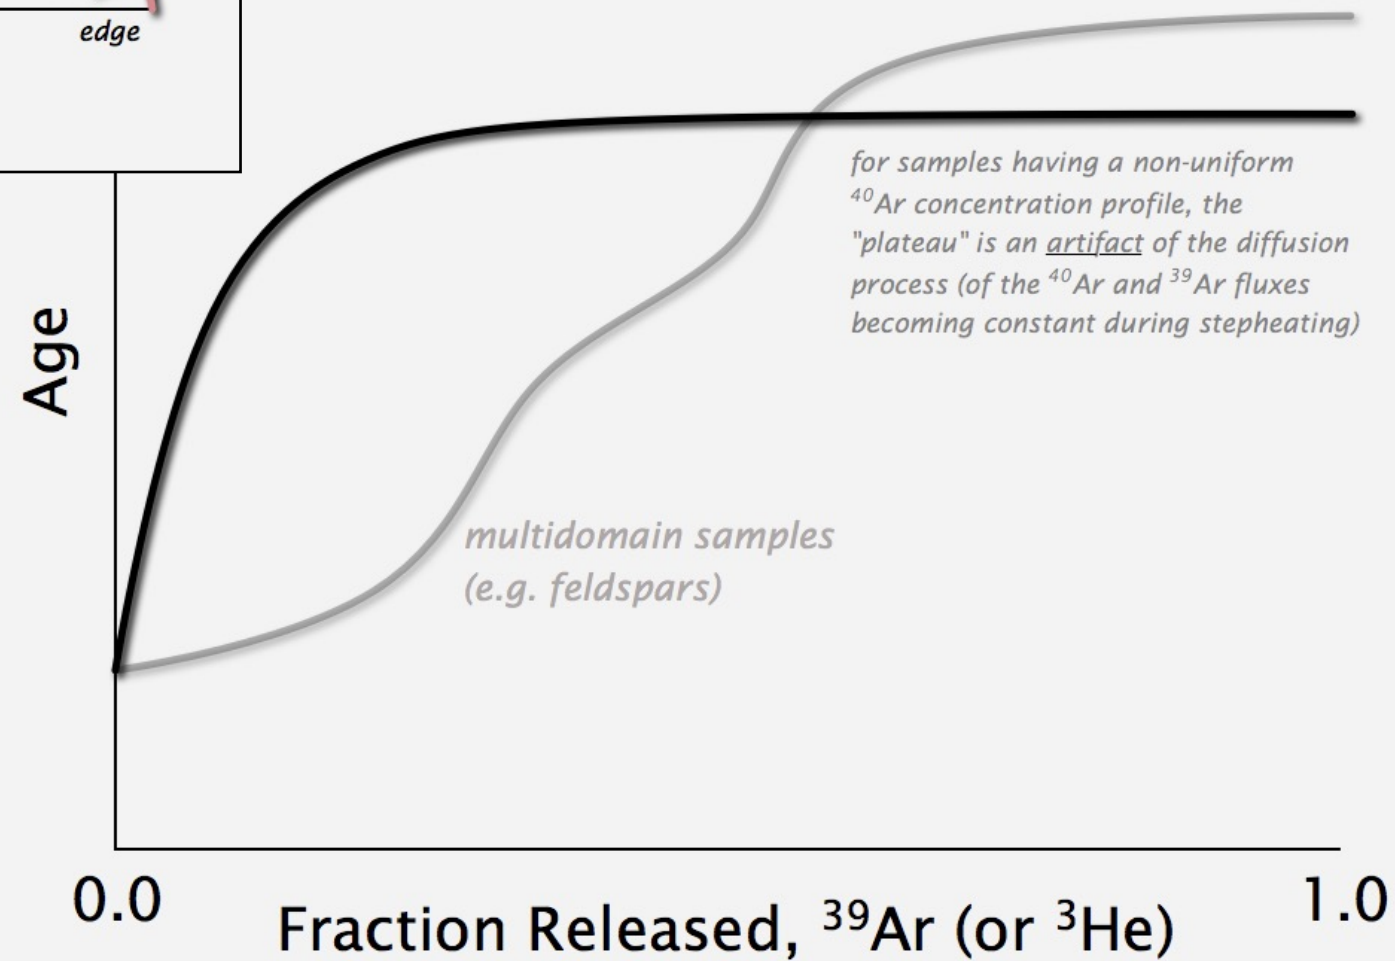 edge
for samples having a non-uniform
⁴⁰Ar concentration profile, the
"plateau" is an artifact of the diffusion
process (of the ⁴⁰Ar and ³⁹Ar fluxes
becoming constant during stepheating)
Age
multidomain samples
(e.g. feldspars)
0.0
1.0
Fraction Released, ³⁹Ar (or ³He)